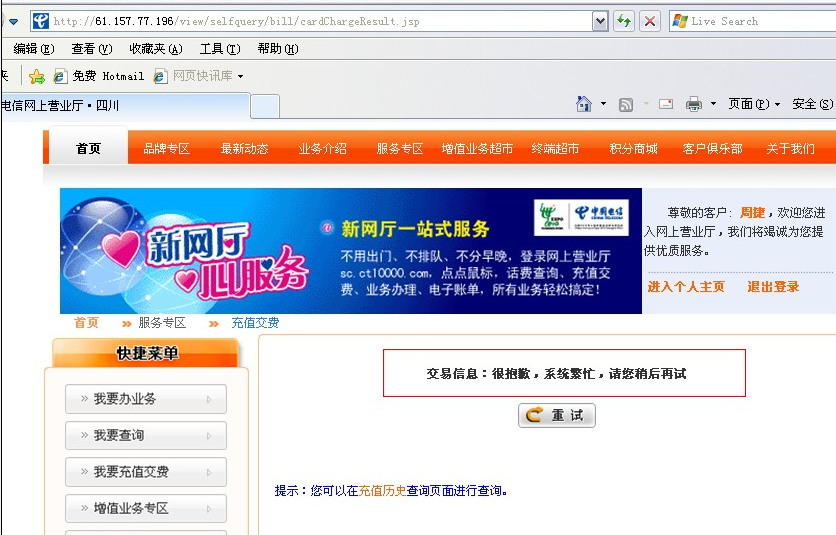 http://61.157.77.196/view/selfquery/bill/cardChargeResult.jsp
Live Search
编辑(E) 查看(V) 收藏夹(A) 工具(T) 帮助(H)
免费 Hotmail 网页快讯库
电信网上营业厅·四川
页面(P) 安全(S)
首页 品牌专区 最新动态 业务介绍 服务专区 增值业务超市 终端超市 积分商城 客户俱乐部 关于我们
新网厅
心服务
新网厅一站式服务
不用出门、不排队、不分早晚，登录网上营业厅
sc.ct10000.com，点点鼠标，话费查询、充值交
费、业务办理、电子账单，所有业务轻松搞定！
EXPO
中国电信
CHINA TELECOM
尊敬的客户：周捷，欢迎您进
入网上营业厅，我们将竭诚为您提
供优质服务。
进入个人主页 退出登录
首页 » 服务专区 » 充值交费
快捷菜单
» 我要办业务
» 我要查询
» 我要充值交费
» 增值业务专区
交易信息：很抱歉，系统繁忙，请您稍后再试
重试
提示：您可以在充值历史查询页面进行查询。